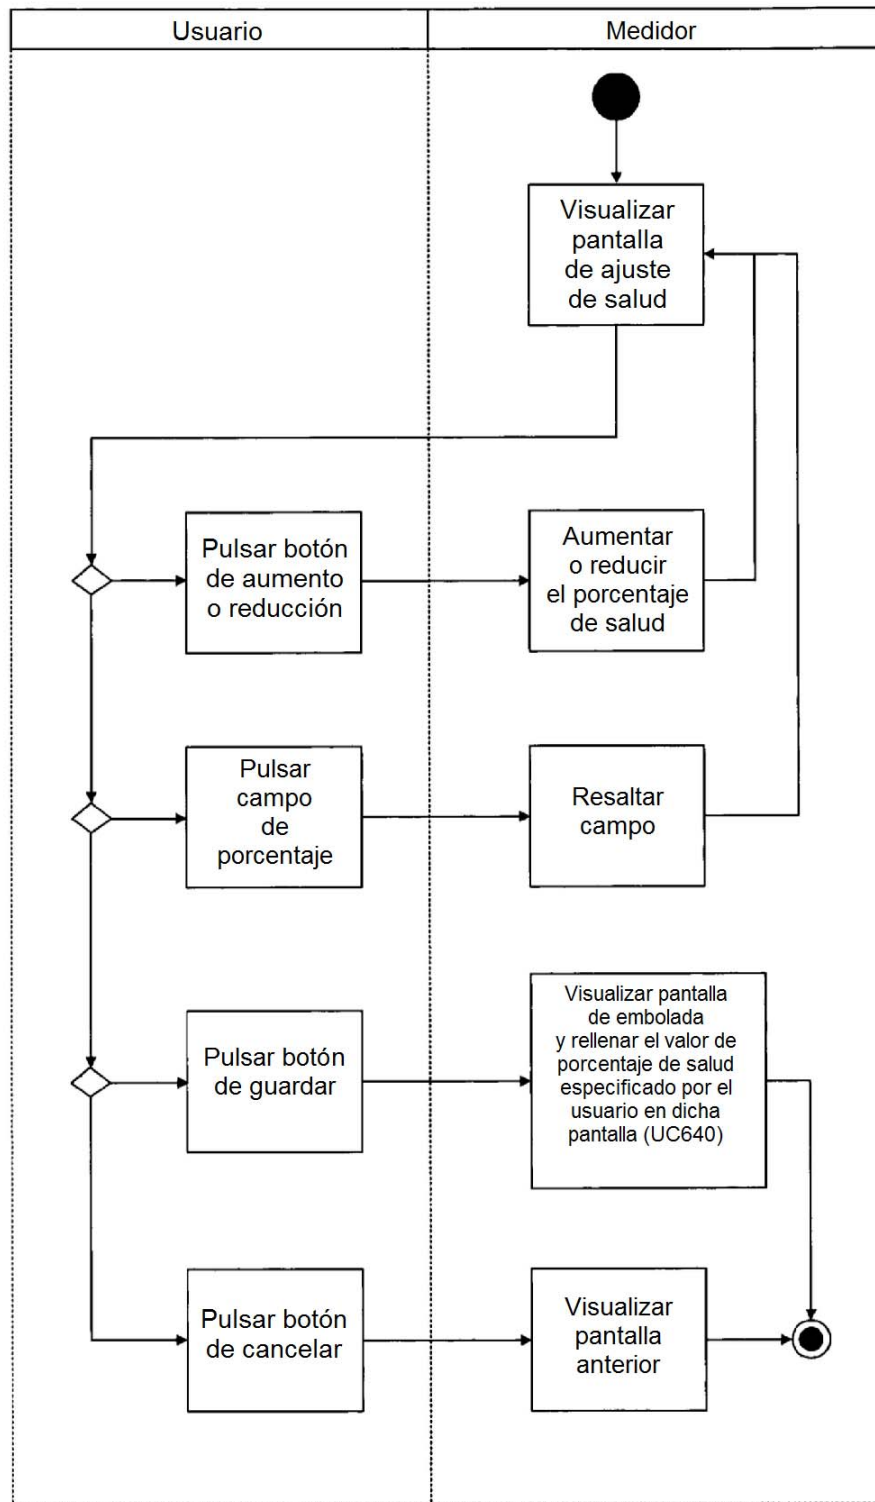 Usuario
Medidor
Visualizar
pantalla
de ajuste
de salud
Pulsar botón
de aumento
o reducción
Aumentar
o reducir
el porcentaje
de salud
Pulsar
campo
de
porcentaje
Resaltar
campo
Pulsar botón
de guardar
Visualizar pantalla
de embolada
y rellenar el valor de
porcentaje de salud
especificado por el
usuario en dicha
pantalla (UC640)
Pulsar botón
de cancelar
Visualizar
pantalla
anterior